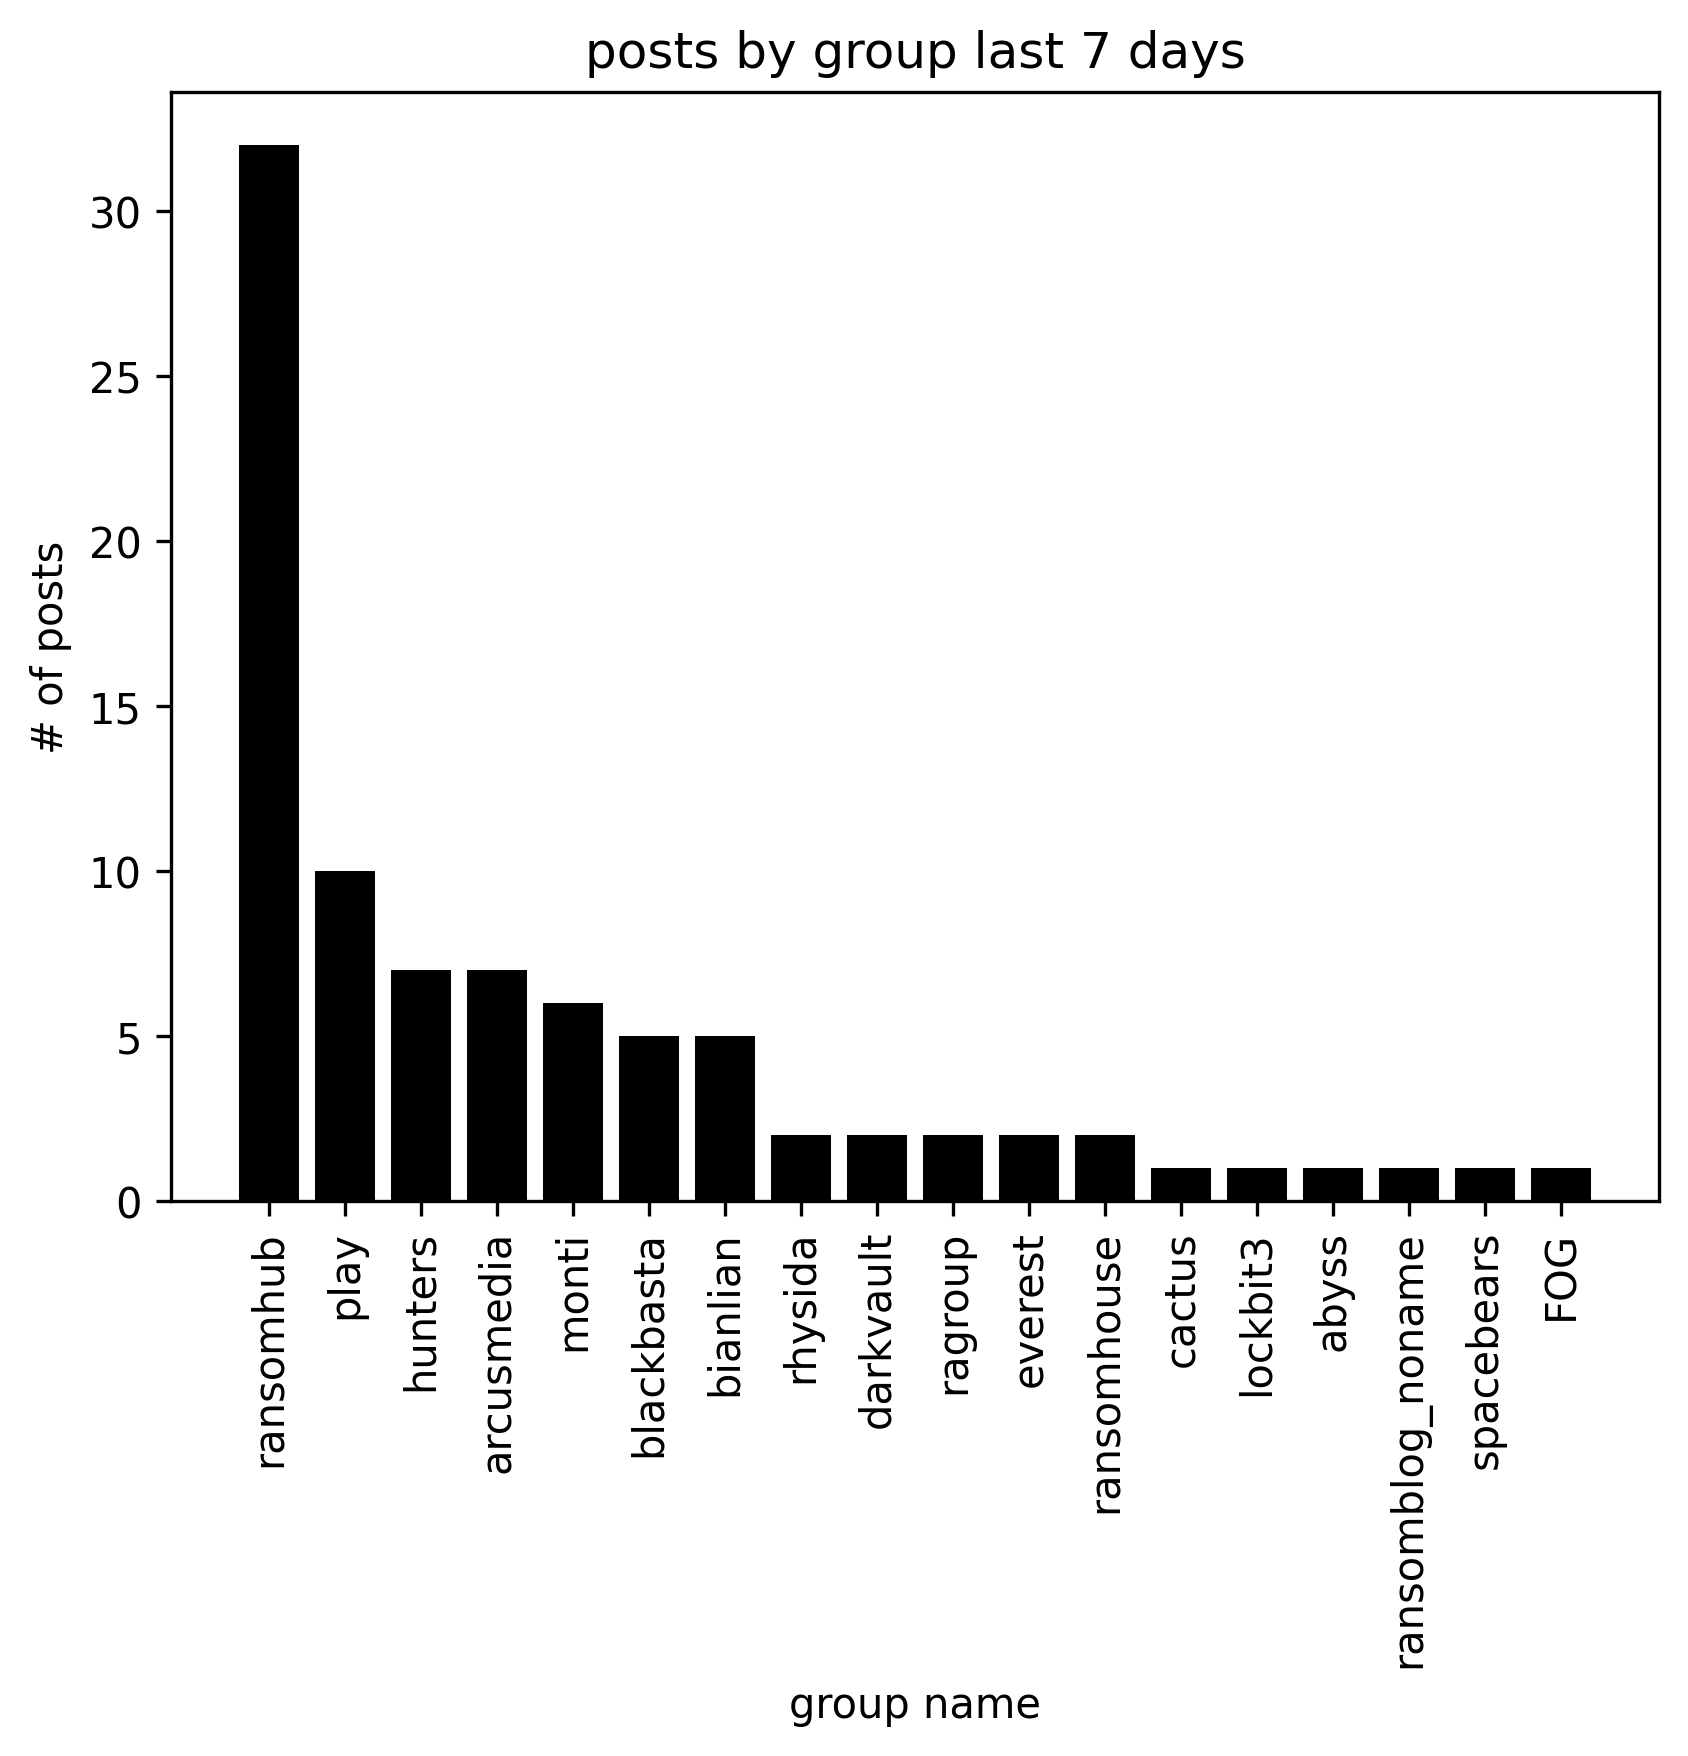 posts by group last 7 days
# of posts
30
25
20
15
10
5
0
ransomhub
play
hunters
arcusmedia
monti
blackbasta
bianlian
rhysida
darkvault
ragroup
everest
ransomhouse
cactus
lockbit3
abyss
ransomblog_noname
spacebears
FOG
group name